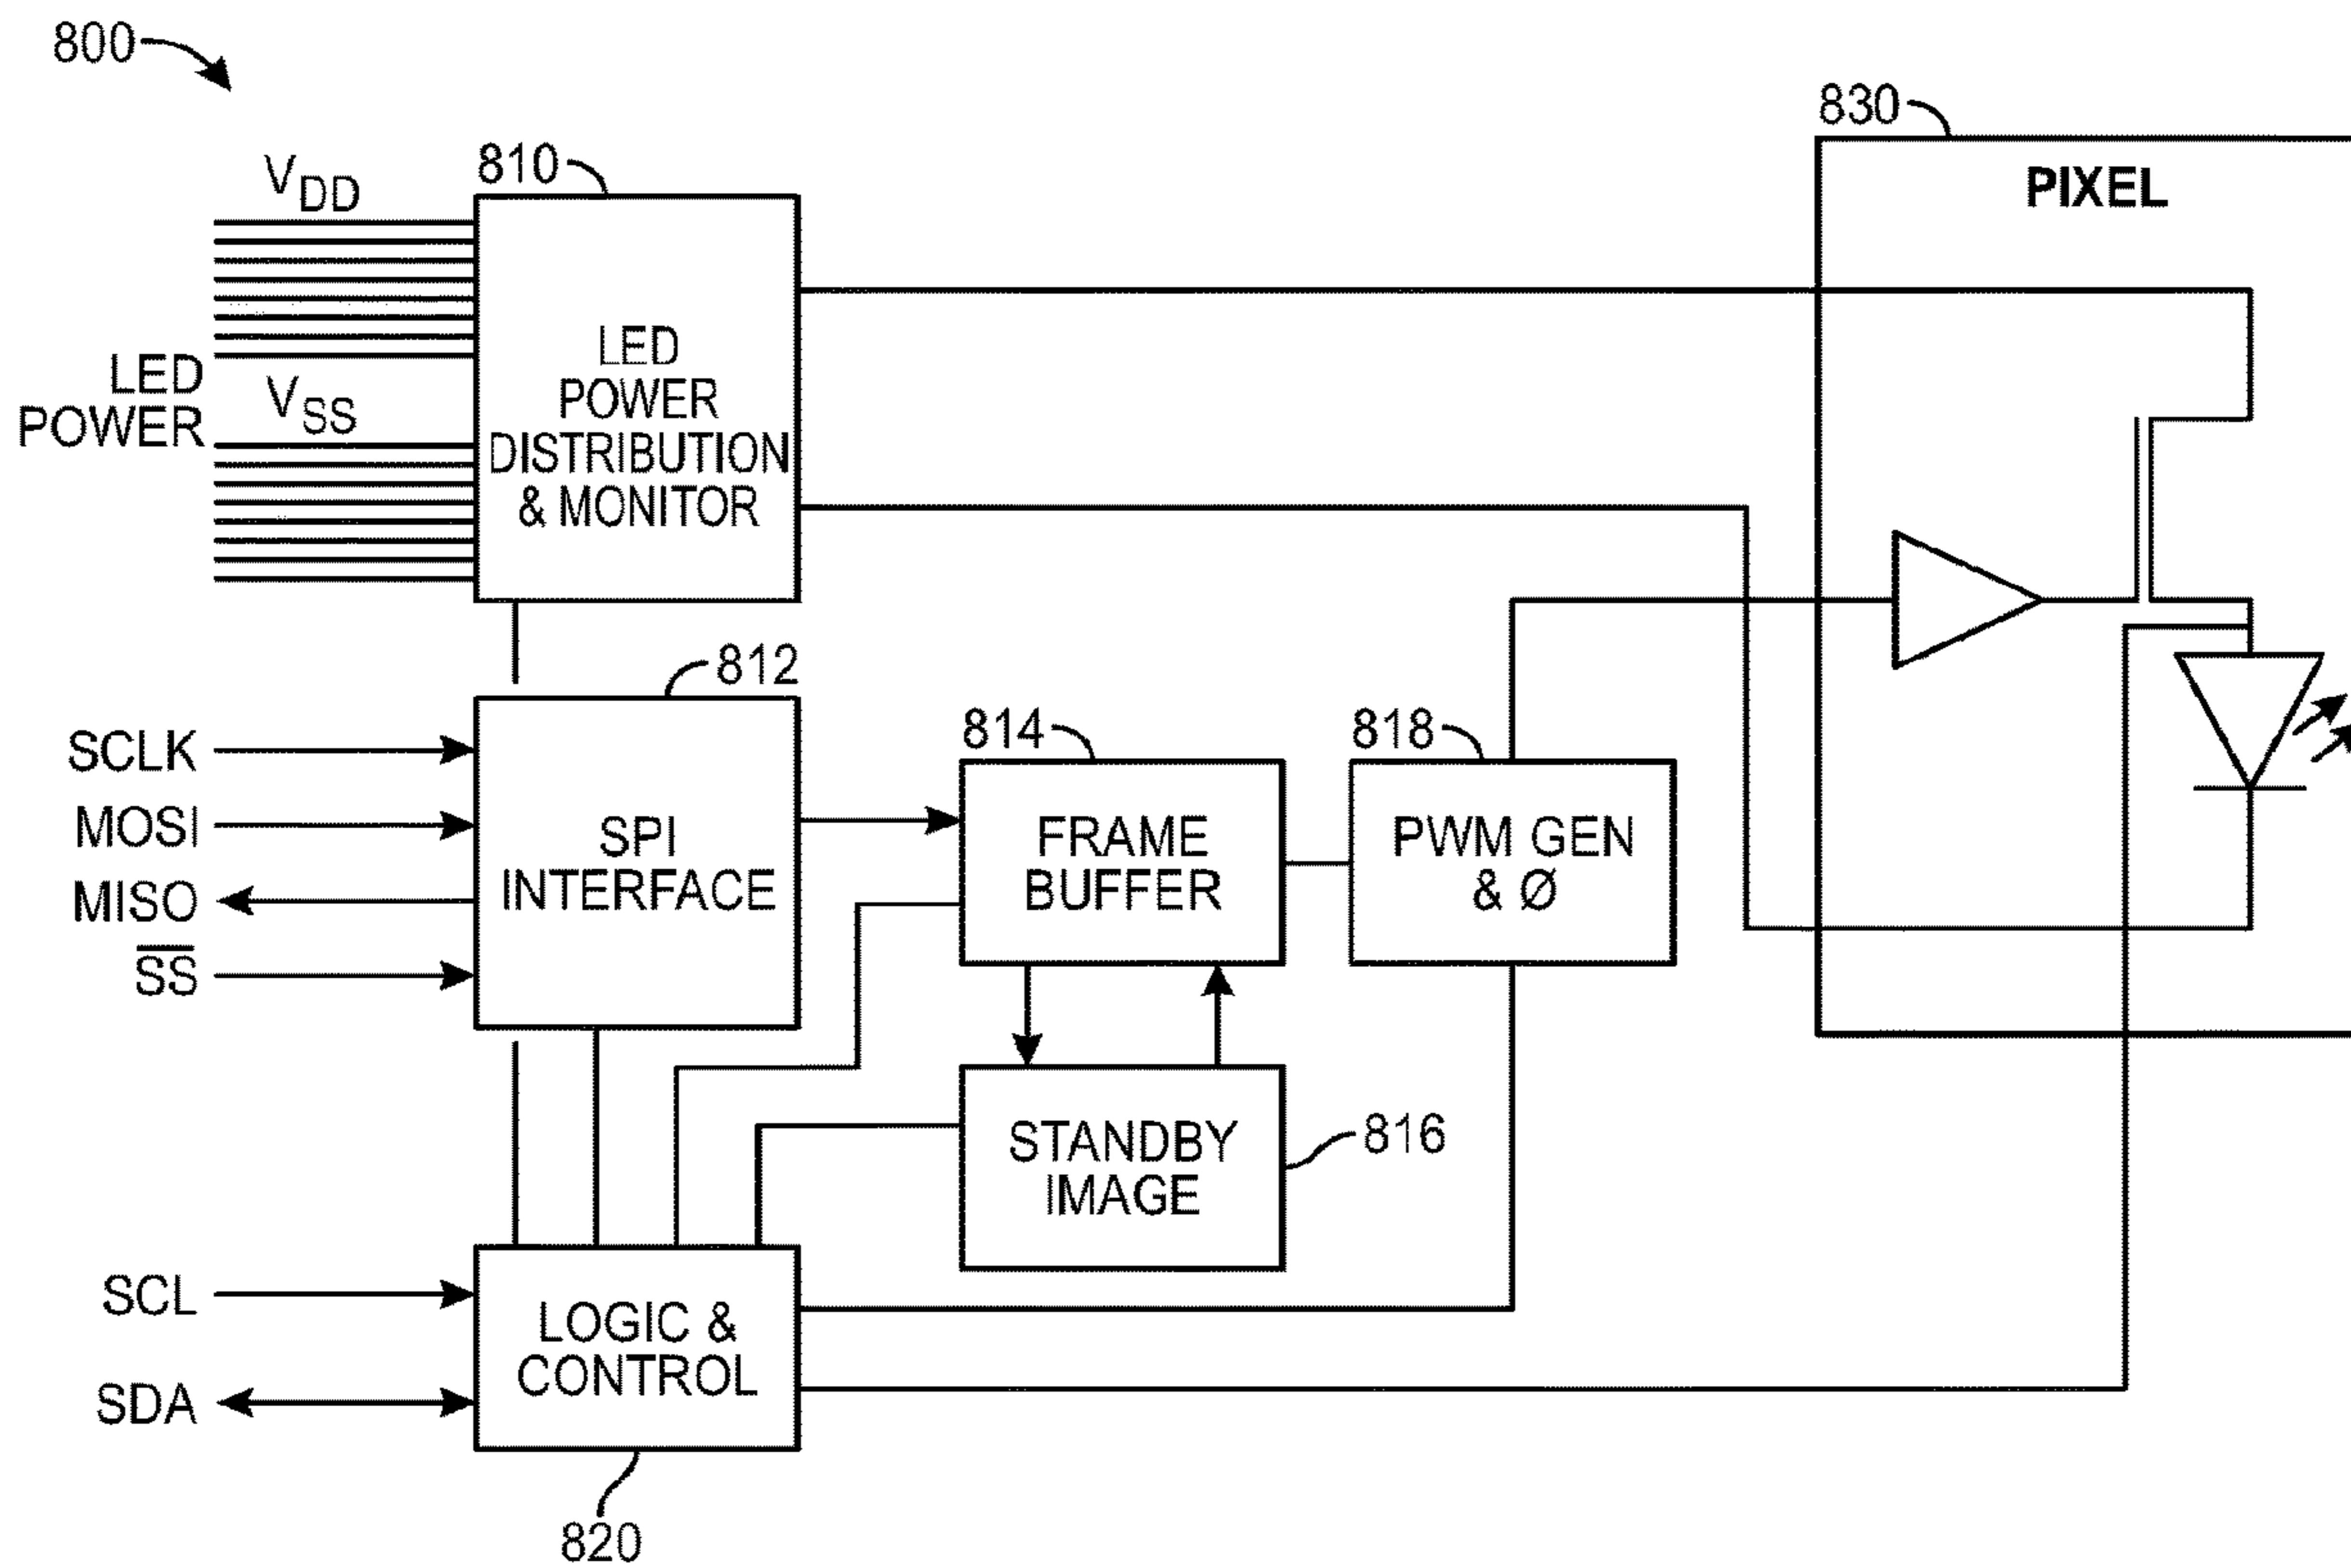 800
830
PIXEL
810
VDD
LED
POWER
VSS
LED
POWER
DISTRIBUTION
& MONITOR
812
SCLK
MOSI
MISO
SS
SPI
INTERFACE
814
FRAME
BUFFER
818
PWM GEN
& Ø
STANDBY
IMAGE
816
SCL
SDA
LOGIC &
CONTROL
820